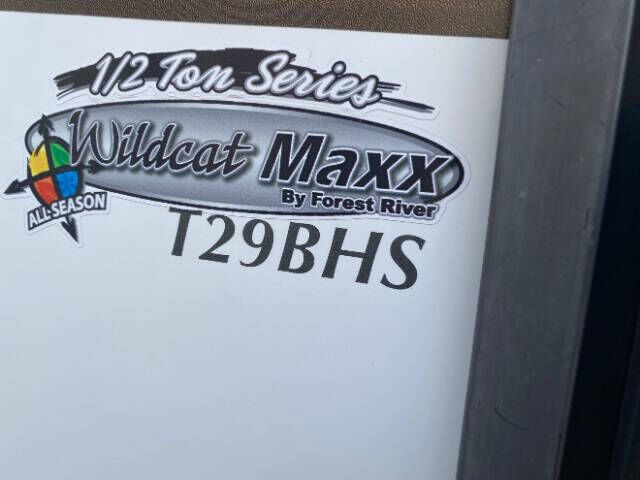 1/2 Ton Series
Wildcat Maxx
By Forest River
ALL-SEASON
T29BHS